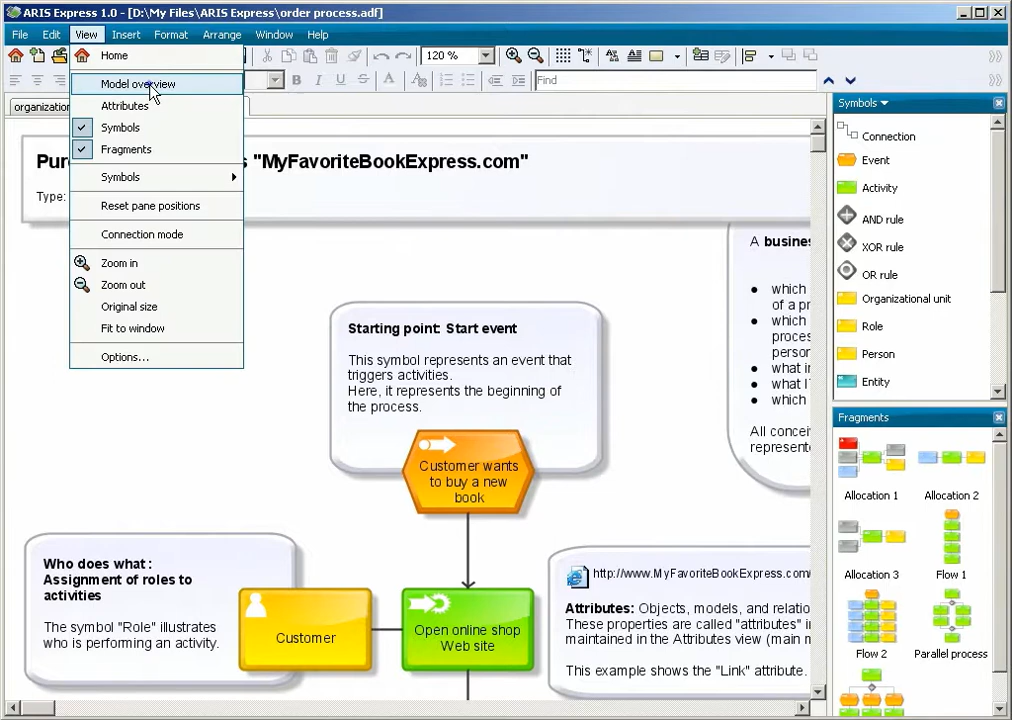 ARIS Express 1.0 - [D:\My Files\ARIS Express\order process.adf]
File Edit View Insert Format Arrange Window Help
120 %
Find
organization
Home
Model overview
Attributes
Symbols
Fragments
Symbols
Reset pane positions
Connection mode
Zoom in
Zoom out
Original size
Fit to window
Options...
"MyFavoriteBookExpress.com"
Type:
Starting point: Start event
This symbol represents an event that
triggers activities.
Here, it represents the beginning of
the process.
Customer wants
to buy a new
book
A busines
which
of a pr
which
proces
person
what in
what I
which
All concei
represente
Who does what:
Assignment of roles to
activities
The symbol "Role" illustrates
who is performing an activity.
Customer
Open online shop
Web site
http://www.MyFavoriteBookExpress.com/
Attributes: Objects, models, and relatio
These properties are called "attributes" i
maintained in the Attributes view (main m
This example shows the "Link" attribute.
Symbols
Connection
Event
Activity
AND rule
XOR rule
OR rule
Organizational unit
Role
Person
Entity
Fragments
Allocation 1
Allocation 2
Allocation 3
Flow 1
Flow 2
Parallel process